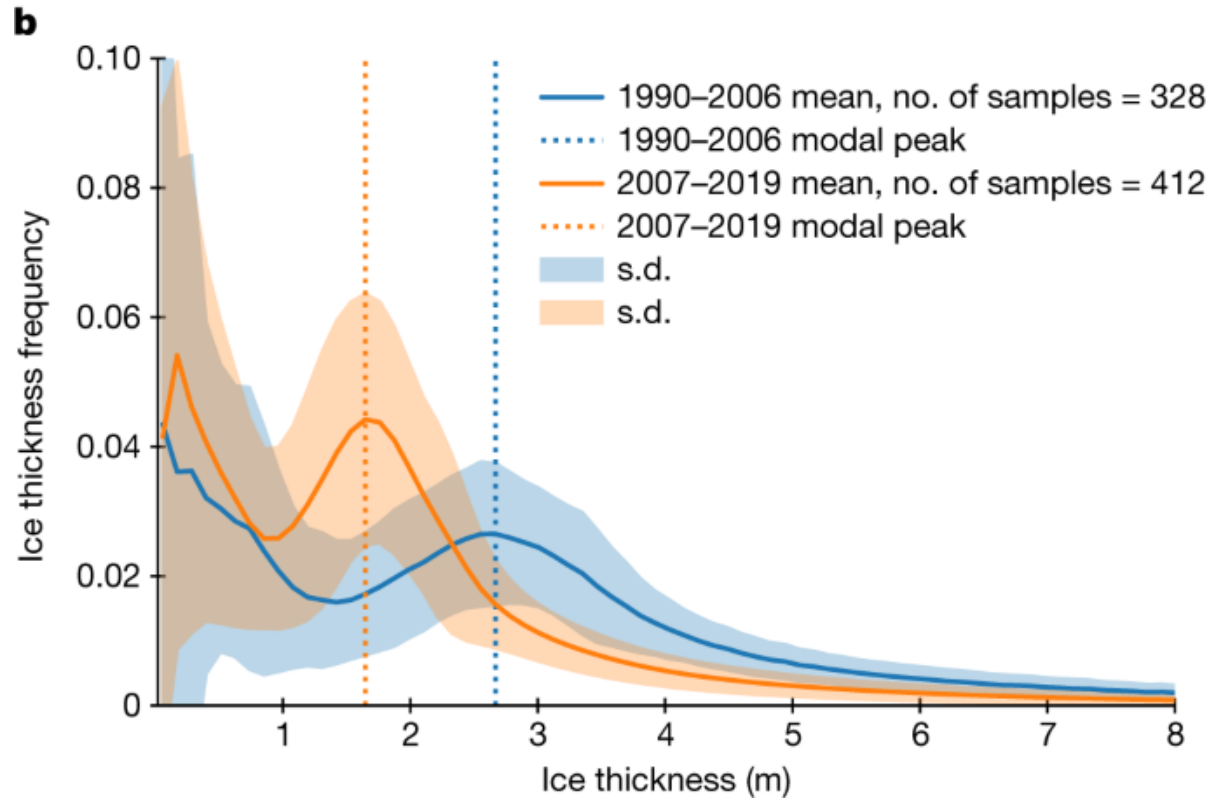 b
0.10
0.08
0.06
0.04
0.02
0
Ice thickness frequency
1990–2006 mean, no. of samples = 328
1990–2006 modal peak
2007–2019 mean, no. of samples = 412
2007–2019 modal peak
s.d.
s.d.
1 2 3 4 5 6 7 8
Ice thickness (m)